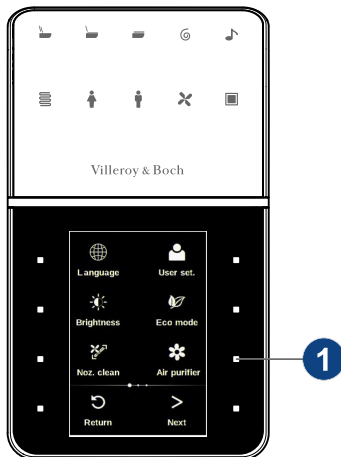 Villeroy & Boch
Language User set.
Brightness Eco mode
Noz. clean Air purifier
1
Return Next